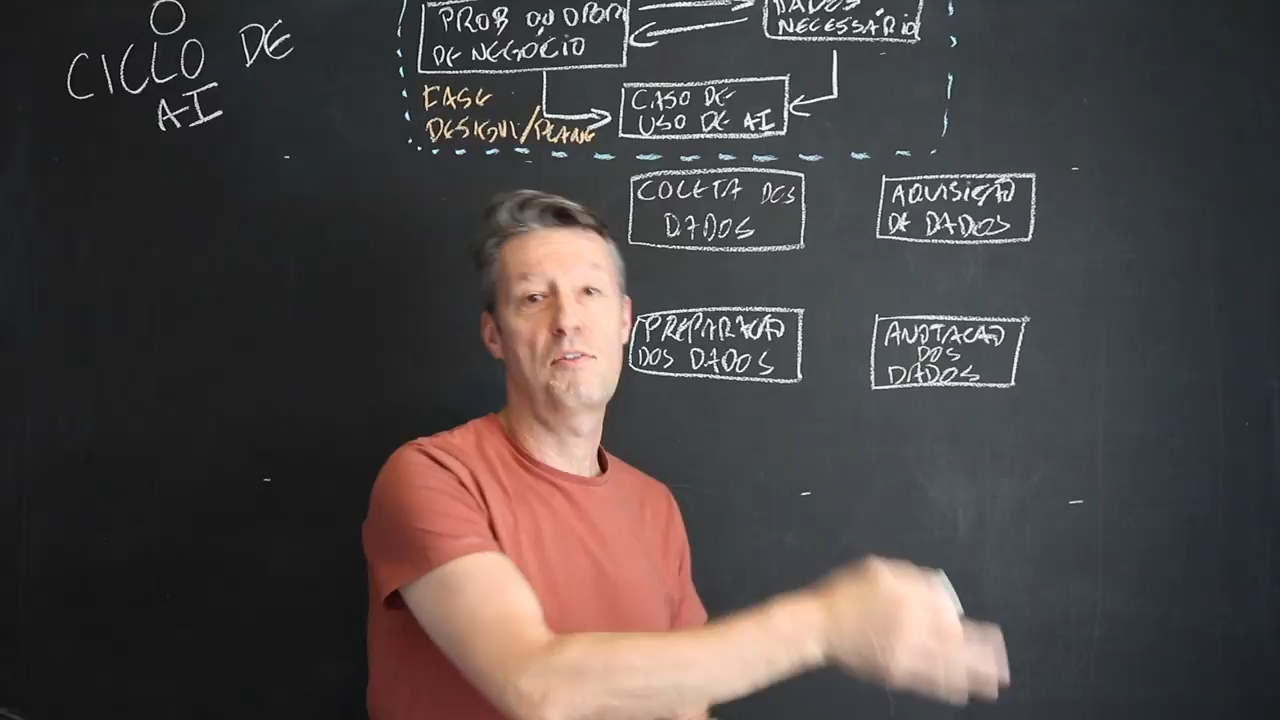 O
CICLO DE
AI
PROB OU OPOR
DE NEGÓCIO
DADOS
NECESSÁRIO
FASE
DESIGN/PLANE
CASO DE
USO DE AI
COLETA DOS
DADOS
AQUISIÇÃO
DE DADOS
PREPARAÇÃO
DOS DADOS
ANOTAÇÃO
DOS
DADOS